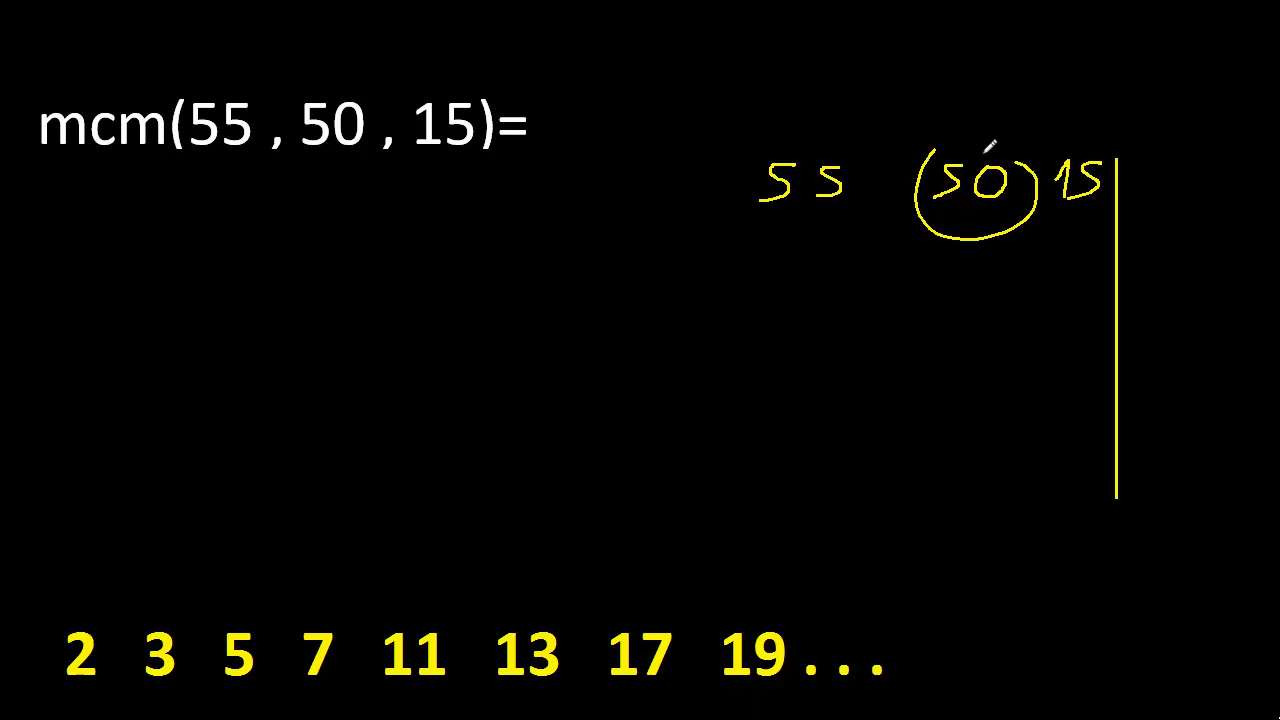 mcm(55 , 50 , 15)=
55 (50) 15
2 3 5 7 11 13 17 19 . . .